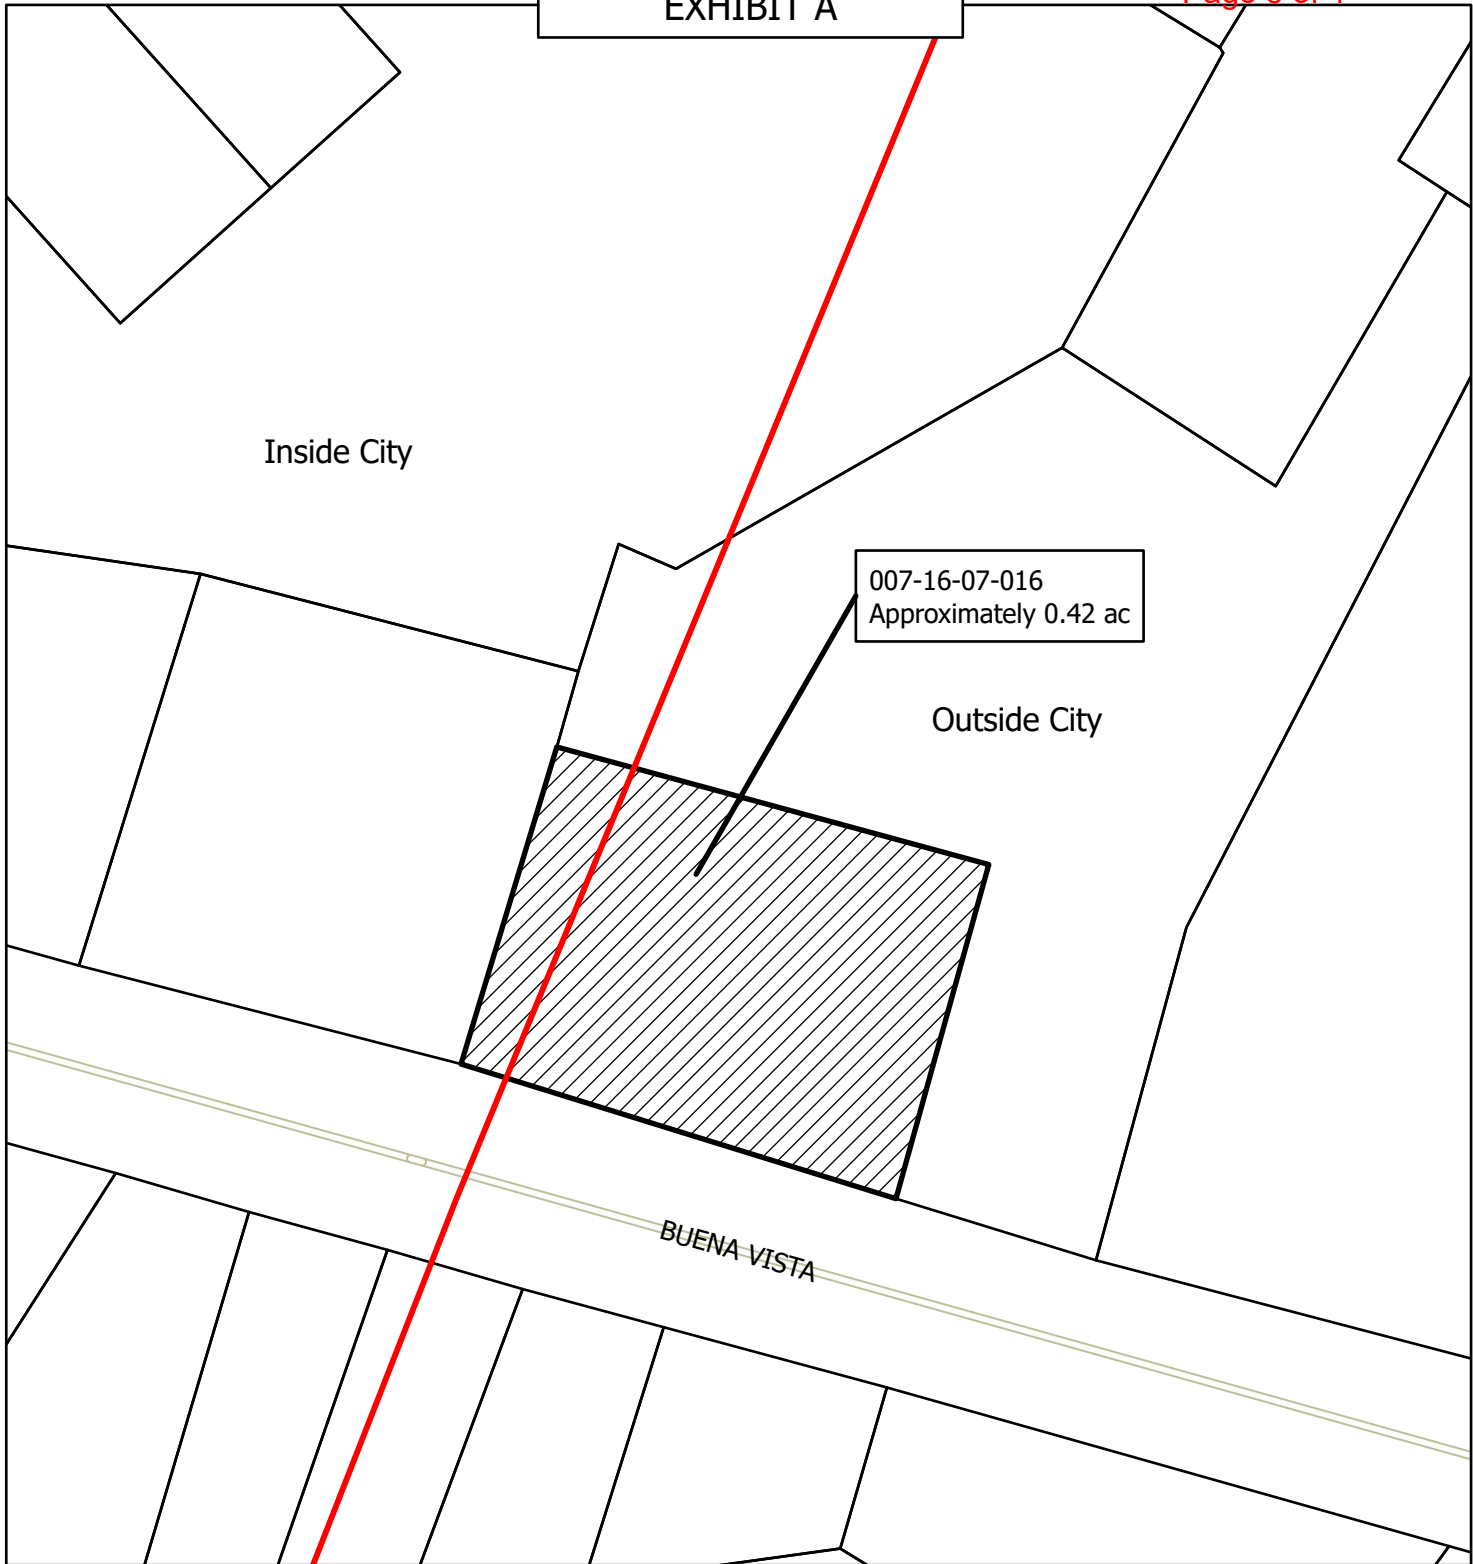 EXHIBIT A
Inside City
007-16-07-016
Approximately 0.42 ac
Outside City
BUENA VISTA